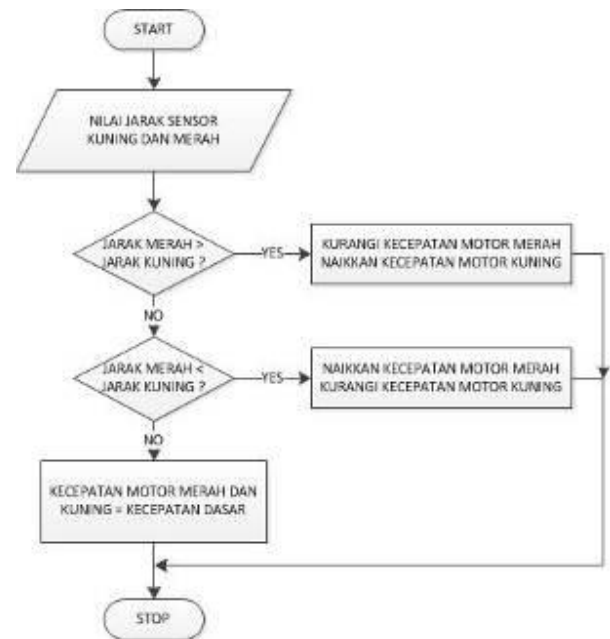 START
NILAI JARAK SENSOR
KUNING DAN MERAH
JARAK MERAH >
JARAK KUNING ?
YES
KURANGI KECEPATAN MOTOR MERAH
NAIKKAN KECEPATAN MOTOR KUNING
NO
JARAK MERAH <
JARAK KUNING ?
YES
NAIKKAN KECEPATAN MOTOR MERAH
KURANGI KECEPATAN MOTOR KUNING
NO
KECEPATAN MOTOR MERAH DAN
KUNING = KECEPATAN DASAR
STOP